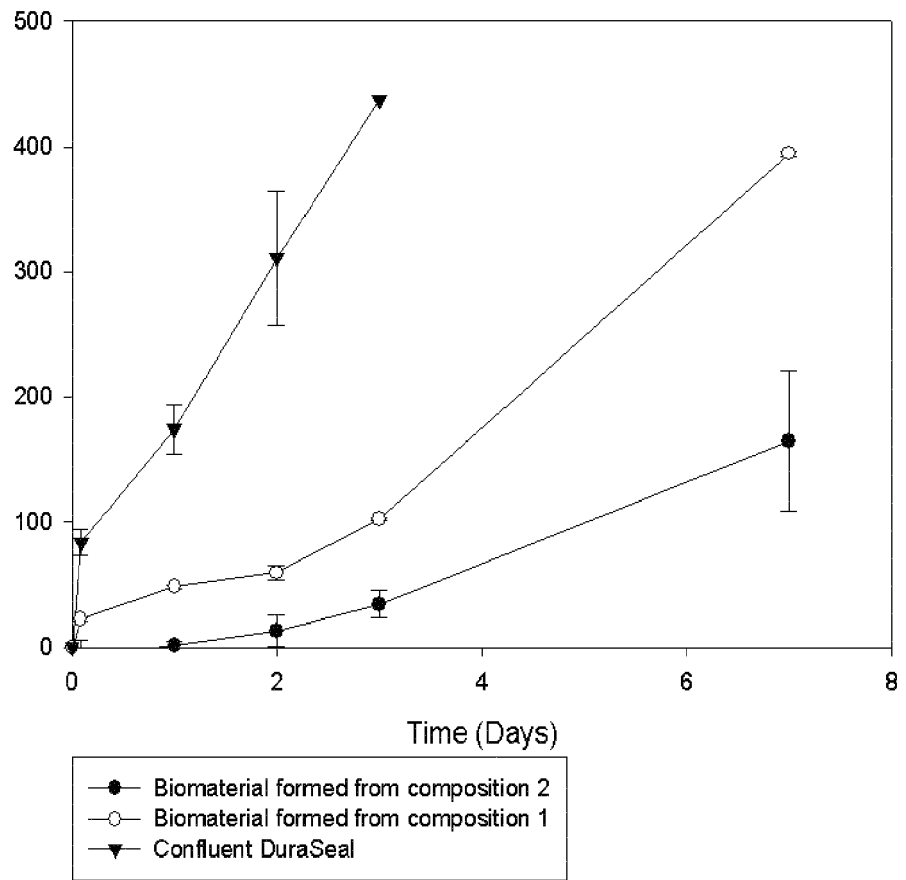 500
400
300
200
100
0
0 2 4 6 8
Time (Days)
Biomaterial formed from composition 2
Biomaterial formed from composition 1
Confluent DuraSeal